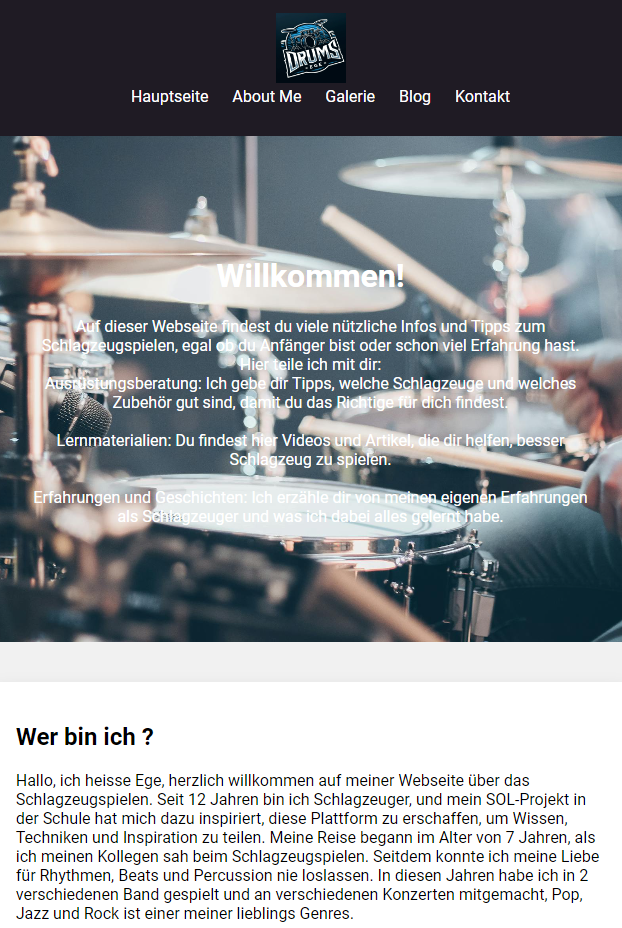 DRUMS
EGE
Hauptseite About Me Galerie Blog Kontakt
Willkommen!
Auf dieser Webseite findest du viele nützliche Infos und Tipps zum
Schlagzeugspielen, egal ob du Anfänger bist oder schon viel Erfahrung hast.
Hier teile ich mit dir:
Ausrüstungsberatung: Ich gebe dir Tipps, welche Schlagzeuge und welches
Zubehör gut sind, damit du das Richtige für dich findest.
Lernmaterialien: Du findest hier Videos und Artikel, die dir helfen, besser
Schlagzeug zu spielen.
Erfahrungen und Geschichten: Ich erzähle dir von meinen eigenen Erfahrungen
als Schlagzeuger und was ich dabei alles gelernt habe.
Wer bin ich ?
Hallo, ich heisse Ege, herzlich willkommen auf meiner Webseite über das
Schlagzeugspielen. Seit 12 Jahren bin ich Schlagzeuger, und mein SOL-Projekt in
der Schule hat mich dazu inspiriert, diese Plattform zu erschaffen, um Wissen,
Techniken und Inspiration zu teilen. Meine Reise begann im Alter von 7 Jahren, als
ich meinen Kollegen sah beim Schlagzeugspielen. Seitdem konnte ich meine Liebe
für Rhythmen, Beats und Percussion nie loslassen. In diesen Jahren habe ich in 2
verschiedenen Band gespielt und an verschiedenen Konzerten mitgemacht, Pop,
Jazz und Rock ist einer meiner lieblings Genres.